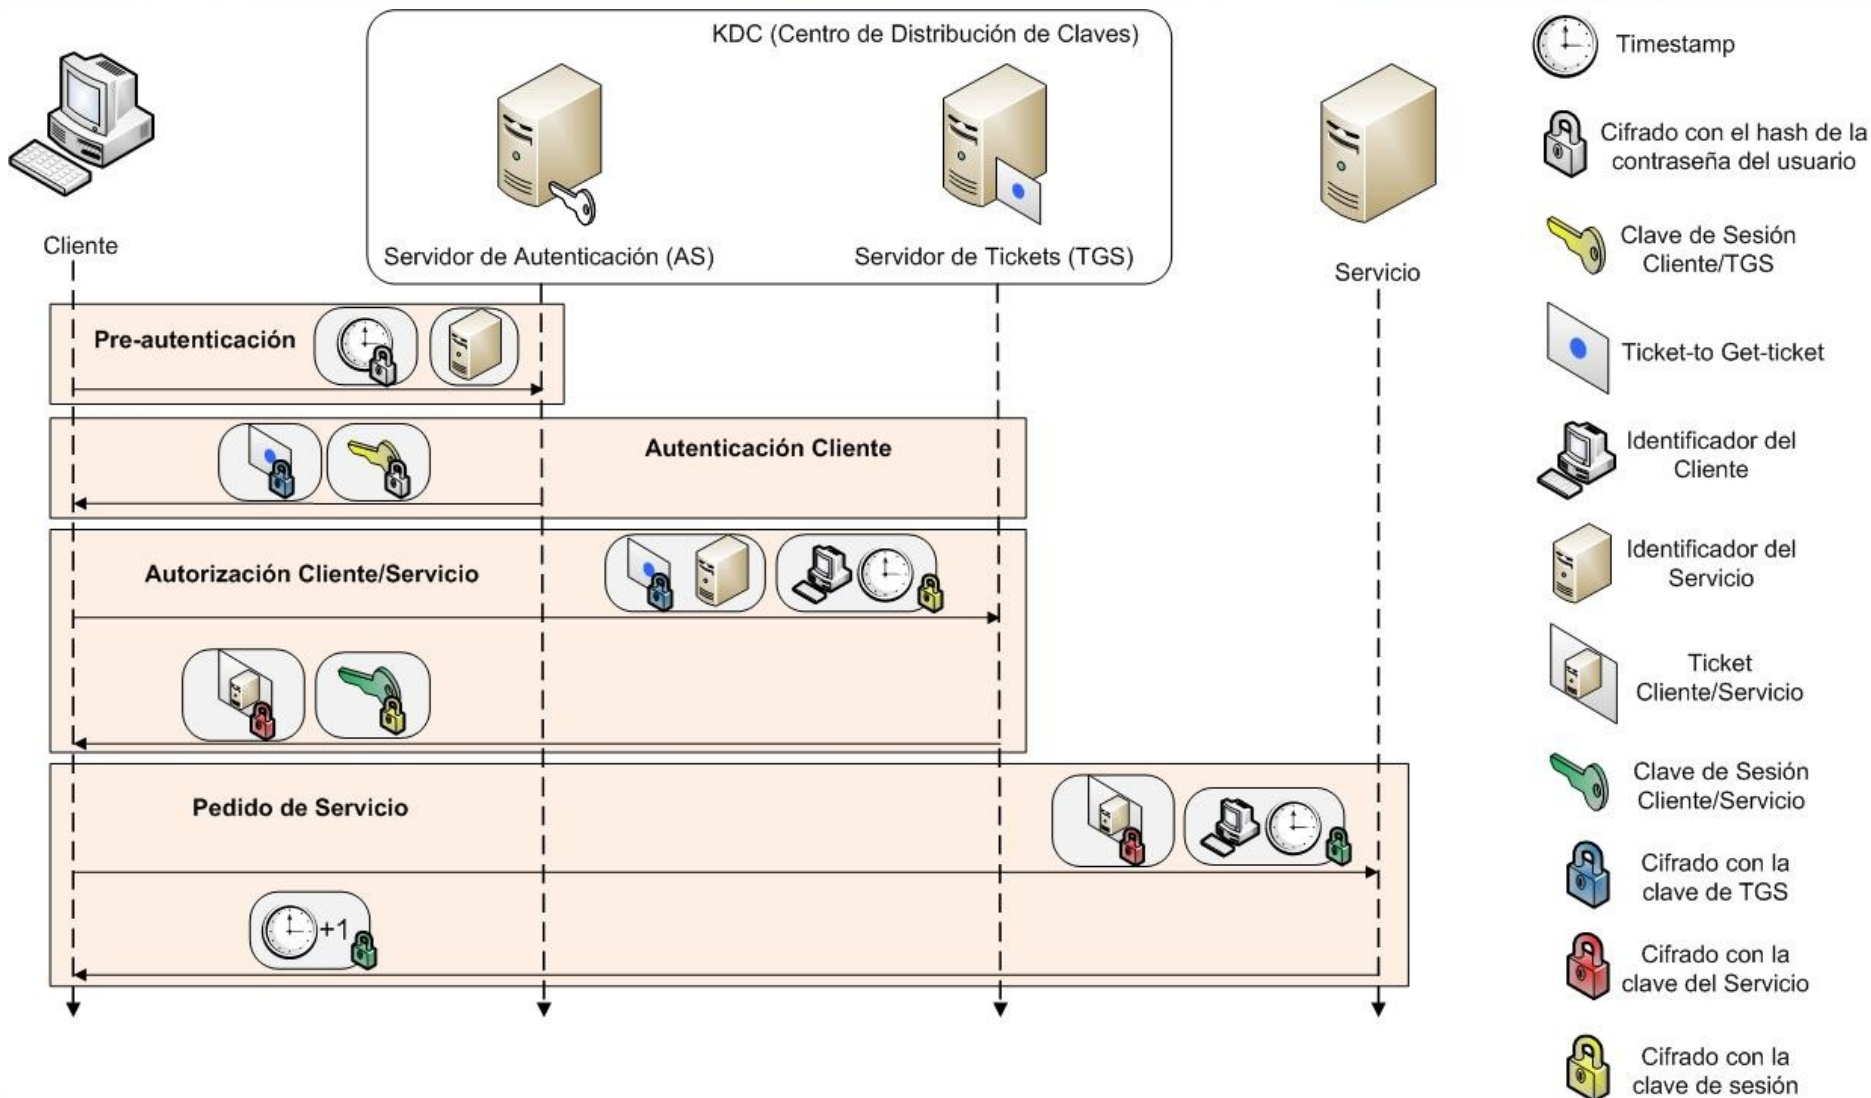 KDC (Centro de Distribución de Claves)
Cliente
Servidor de Autenticación (AS)
Servidor de Tickets (TGS)
Servicio
Pre-autenticación
Autenticación Cliente
Autorización Cliente/Servicio
Pedido de Servicio
+1
Timestamp
Cifrado con el hash de la
contraseña del usuario
Clave de Sesión
Cliente/TGS
Ticket-to Get-ticket
Identificador del
Cliente
Identificador del
Servicio
Ticket
Cliente/Servicio
Clave de Sesión
Cliente/Servicio
Cifrado con la
clave de TGS
Cifrado con la
clave del Servicio
Cifrado con la
clave de sesión